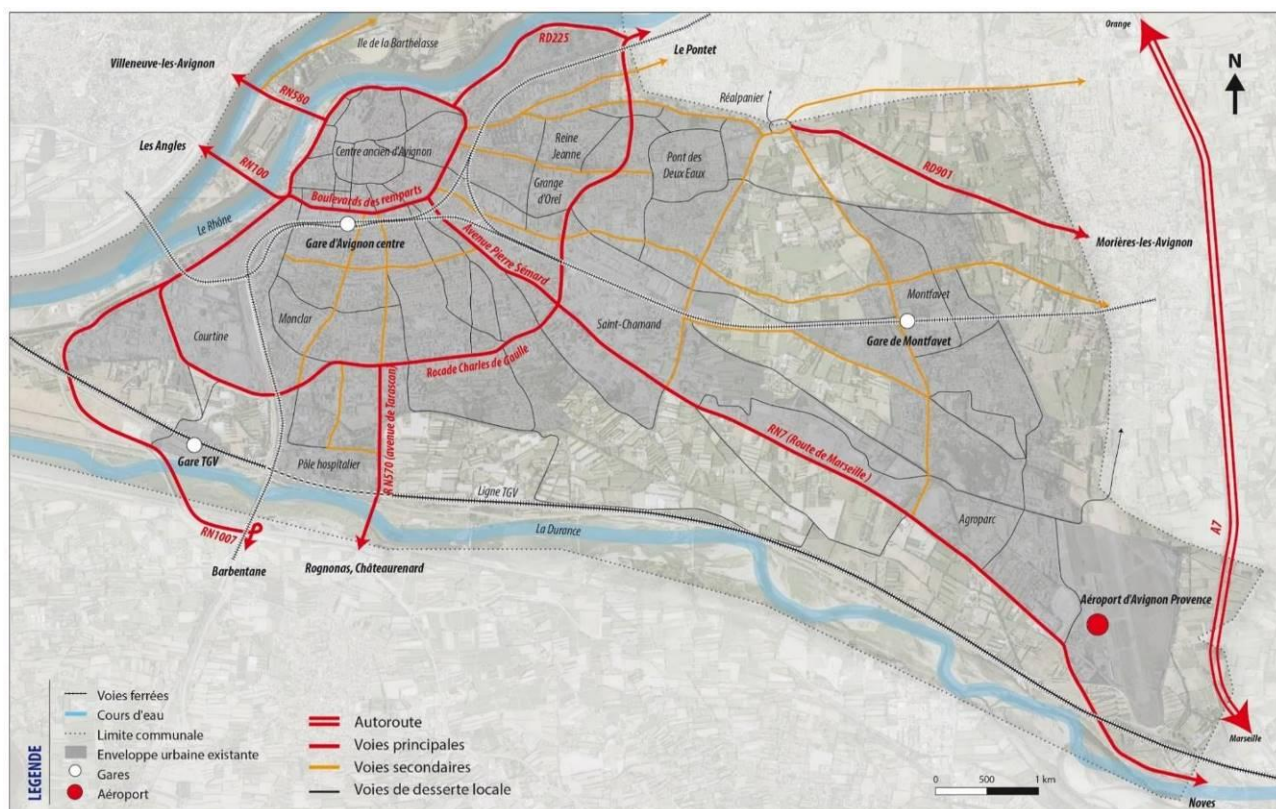 Orange
N
Ile de la Barthelasse
RD225
Le Pontet
Villeneuve-les-Avignon
RN580
Réalpanier
Les Angles
RN100
Centre ancien d'Avignon
Reine
Jeanne
Pont des
Deux Eaux
Grange
d'Orel
RD901
Boulevards des remparts
Le Rhône
Gare d'Avignon centre
Avenue Pierre Sémard
Morières-les-Avignon
Montfavet
Courtine
Monclar
Saint-Chamand
Gare de Montfavet
Rocade Charles de Gaulle
RN570 (avenue de Tarascon)
RN7 (Route de Marseille )
Gare TGV
Pôle hospitalier
Ligne TGV
La Durance
Agroparc
A7
RN1007
Barbentane
Rognonas, Châteaurenard
Aéroport d'Avignon Provence
Marseille
Noves
LEGENDE
Voies ferrées
Cours d'eau
Limite communale
Enveloppe urbaine existante
Gares
Aéroport
Autoroute
Voies principales
Voies secondaires
Voies de desserte locale
0 500 1 km